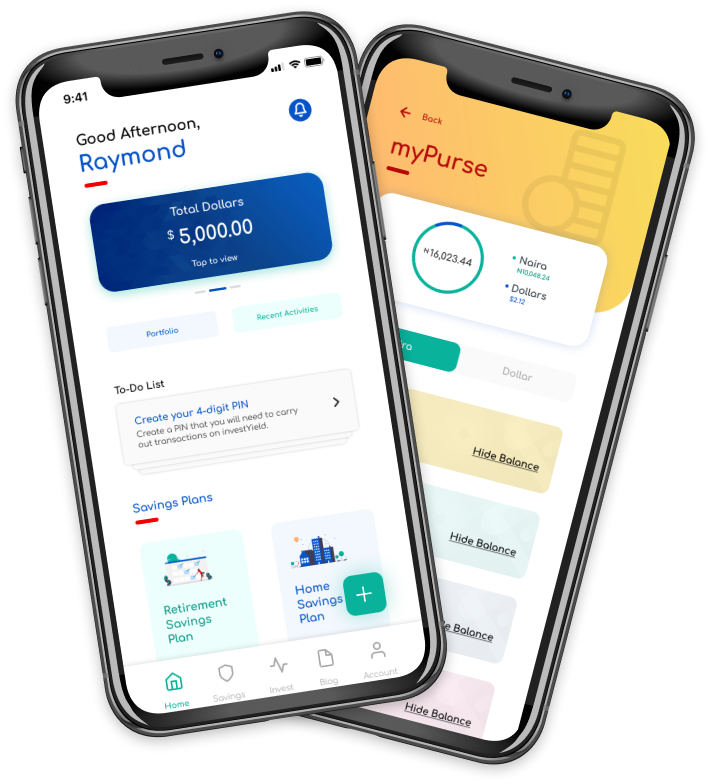 9:41
Good Afternoon,
Raymond
Total Dollars
$ 5,000.00
Tap to view
Portfolio
Recent Activities
To-Do List
Create your 4-digit PIN
Create a PIN that you will need to carry
out transactions on investYield.
Savings Plans
Retirement
Savings
Plan
Home
Savings
Plan
Home
Savings
Invest
Blog
Account
Back
myPurse
₦16,023.44
Naira
₦10,048.24
Dollars
$2.12
ra
Dollar
Hide Balance
Hide Balance
de Balance
Hide Balance